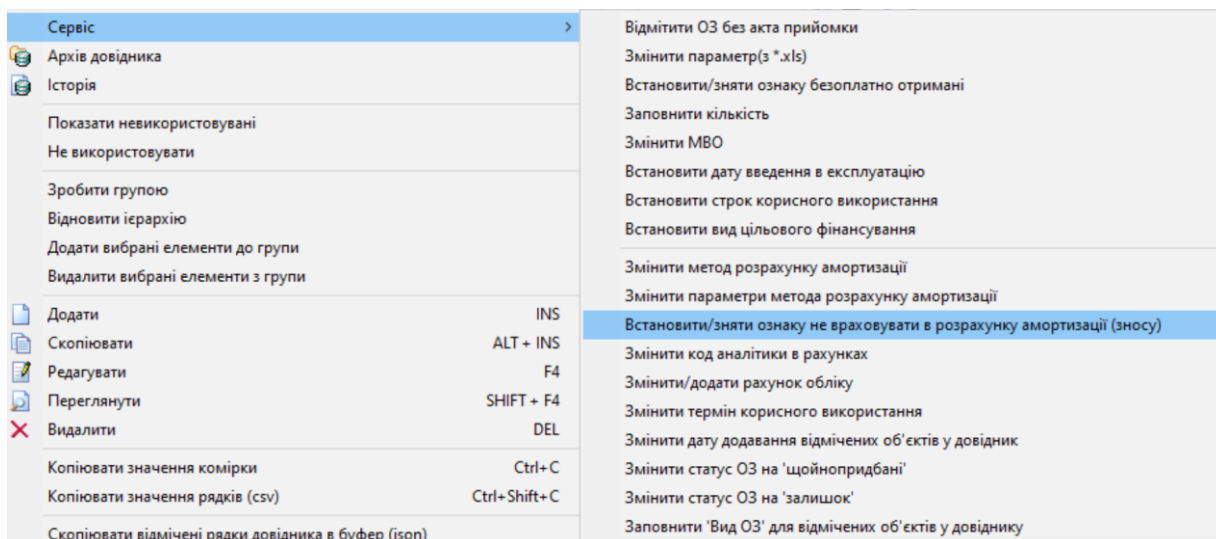 Сервіс >
Архів довідника
Історія
Показати невикористовувані
Не використовувати
Зробити групою
Відновити ієрархію
Додати вибрані елементи до групи
Видалити вибрані елементи з групи
Додати INS
Скопіювати ALT + INS
Редагувати F4
Переглянути SHIFT + F4
Видалити DEL
Копіювати значення комірки Ctrl+C
Копіювати значення рядків (csv) Ctrl+Shift+C
Скопіювати відмічені рядки довідника в буфер (json)
Відмітити ОЗ без акта прийомки
Змінити параметр(з *.xls)
Встановити/зняти ознаку безоплатно отримані
Заповнити кількість
Змінити МВО
Встановити дату введення в експлуатацію
Встановити строк корисного використання
Встановити вид цільового фінансування
Змінити метод розрахунку амортизації
Змінити параметри метода розрахунку амортизації
Встановити/зняти ознаку не враховувати в розрахунку амортизації (зносу)
Змінити код аналітики в рахунках
Змінити/додати рахунок обліку
Змінити термін корисного використання
Змінити дату додавання відмічених об'єктів у довідник
Змінити статус ОЗ на 'щойнопридбані'
Змінити статус ОЗ на 'залишок'
Заповнити 'Вид ОЗ' для відмічених об'єктів у довіднику